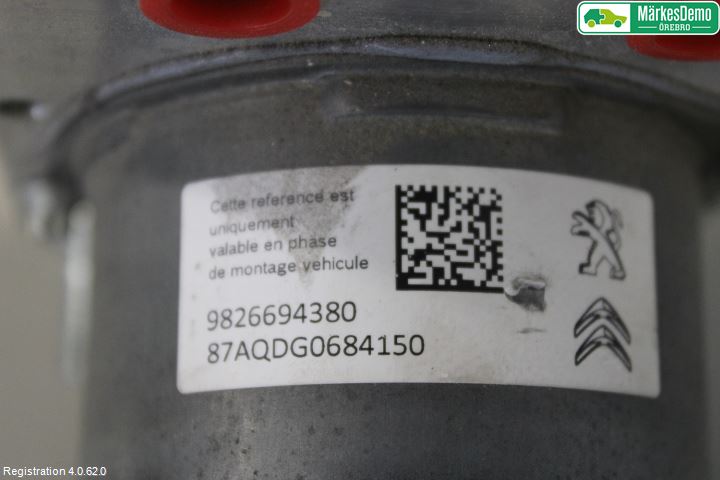 MärkesDemo
ÖREBRO
Cette reference est
uniquement
valable en phase
de montage vehicule
9826694380
87AQDG0684150
Registration 4.0.62.0